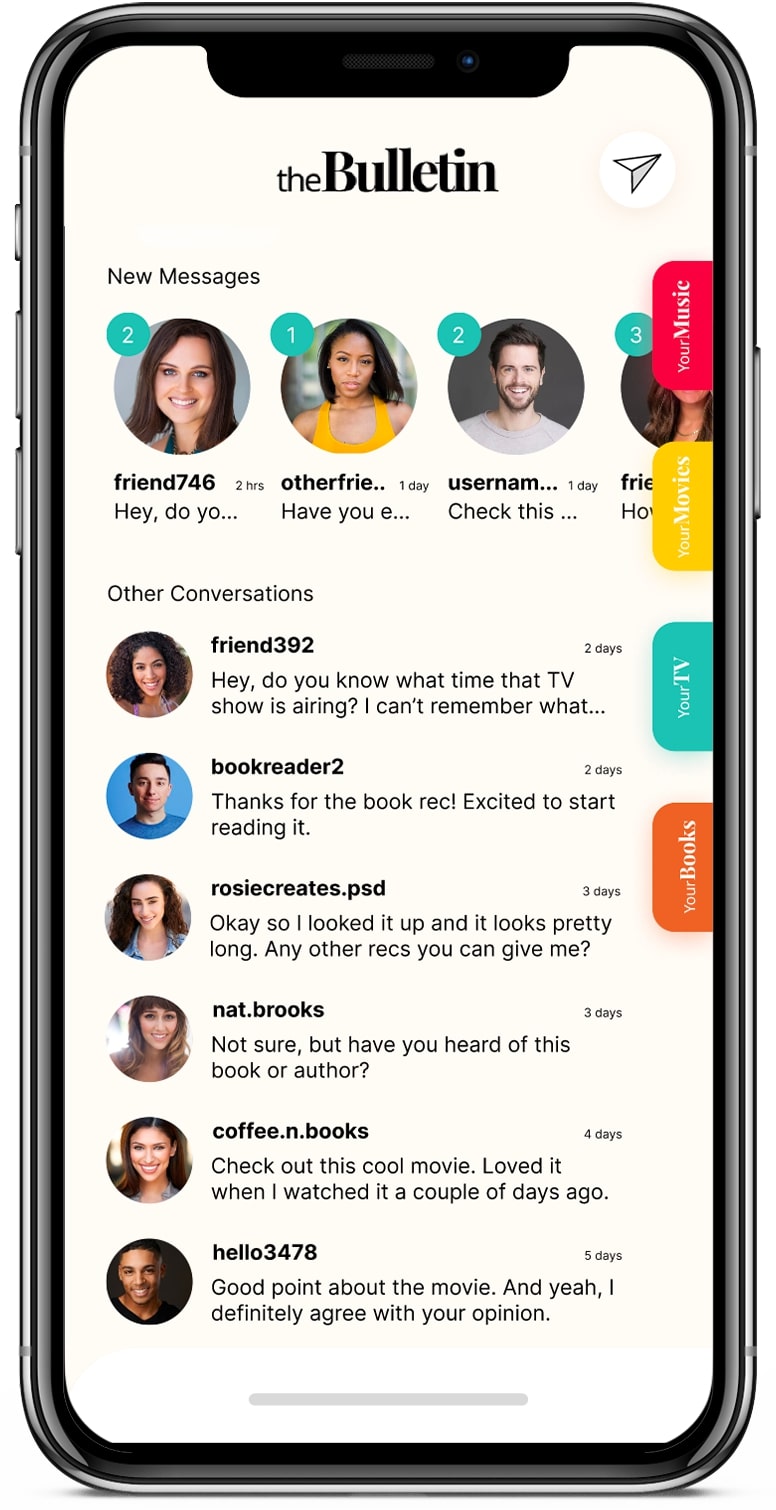 theBulletin
New Messages
2
1
2
3
friend746 2 hrs
Hey, do yo...
otherfrie.. 1 day
Have you e...
usernam... 1 day
Check this ...
YourMusic
YourMovies
YourTV
YourBooks
Other Conversations
friend392 2 days
Hey, do you know what time that TV
show is airing? I can’t remember what...
bookreader2 2 days
Thanks for the book rec! Excited to start
reading it.
rosiecreates.psd 3 days
Okay so I looked it up and it looks pretty
long. Any other recs you can give me?
nat.brooks 3 days
Not sure, but have you heard of this
book or author?
coffee.n.books 4 days
Check out this cool movie. Loved it
when I watched it a couple of days ago.
hello3478 5 days
Good point about the movie. And yeah, I
definitely agree with your opinion.